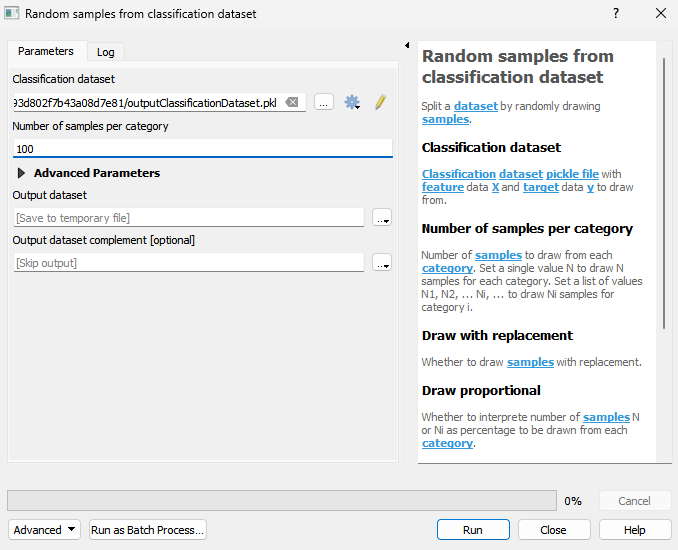 Random samples from classification dataset
?
Parameters
Log
Classification dataset
93d802f7b43a08d7e81/outputClassificationDataset.pkl
...
Number of samples per category
100
Advanced Parameters
Output dataset
[Save to temporary file]
...
Output dataset complement [optional]
[Skip output]
...
Random samples from
classification dataset
Split a dataset by randomly drawing
samples.
Classification dataset
Classification dataset pickle file with
feature data X and target data y to draw
from.
Number of samples per category
Number of samples to draw from each
category. Set a single value N to draw N
samples for each category. Set a list of values
N1, N2, ... Ni, ... to draw Ni samples for
category i.
Draw with replacement
Whether to draw samples with replacement.
Draw proportional
Whether to interprete number of samples N
or Ni as percentage to be drawn from each
category.
0%
Cancel
Advanced
Run as Batch Process...
Run
Close
Help